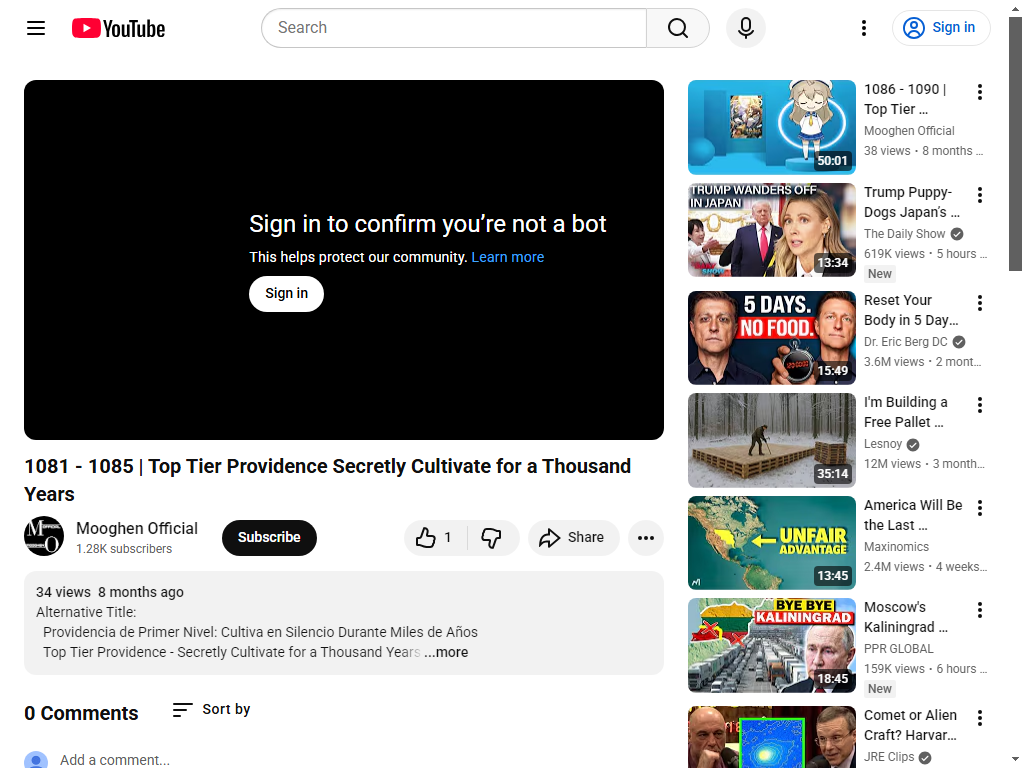 YouTube
Search
Sign in
Sign in to confirm you’re not a bot
This helps protect our community. Learn more
Sign in
1081 - 1085 | Top Tier Providence Secretly Cultivate for a Thousand
Years
Mooghen Official
1.28K subscribers
Subscribe
1
Share
34 views 8 months ago
Alternative Title:
Providencia de Primer Nivel: Cultiva en Silencio Durante Miles de Años
Top Tier Providence - Secretly Cultivate for a Thousand Years ...more
0 Comments
Sort by
Add a comment...
50:01
1086 - 1090 |
Top Tier ...
Mooghen Official
38 views • 8 months ...
TRUMP WANDERS OFF
IN JAPAN
13:34
Trump Puppy-
Dogs Japan’s ...
The Daily Show
619K views • 5 hours ...
New
5 DAYS.
NO FOOD.
15:49
Reset Your
Body in 5 Day...
Dr. Eric Berg DC
3.6M views • 2 mont...
35:14
I'm Building a
Free Pallet ...
Lesnoy
12M views • 3 month...
UNFAIR
ADVANTAGE
13:45
America Will Be
the Last ...
Maxinomics
2.4M views • 4 weeks...
BYE BYE
KALININGRAD
18:45
Moscow's
Kaliningrad ...
PPR GLOBAL
159K views • 6 hours ...
New
Comet or Alien
Craft? Harvar...
JRE Clips